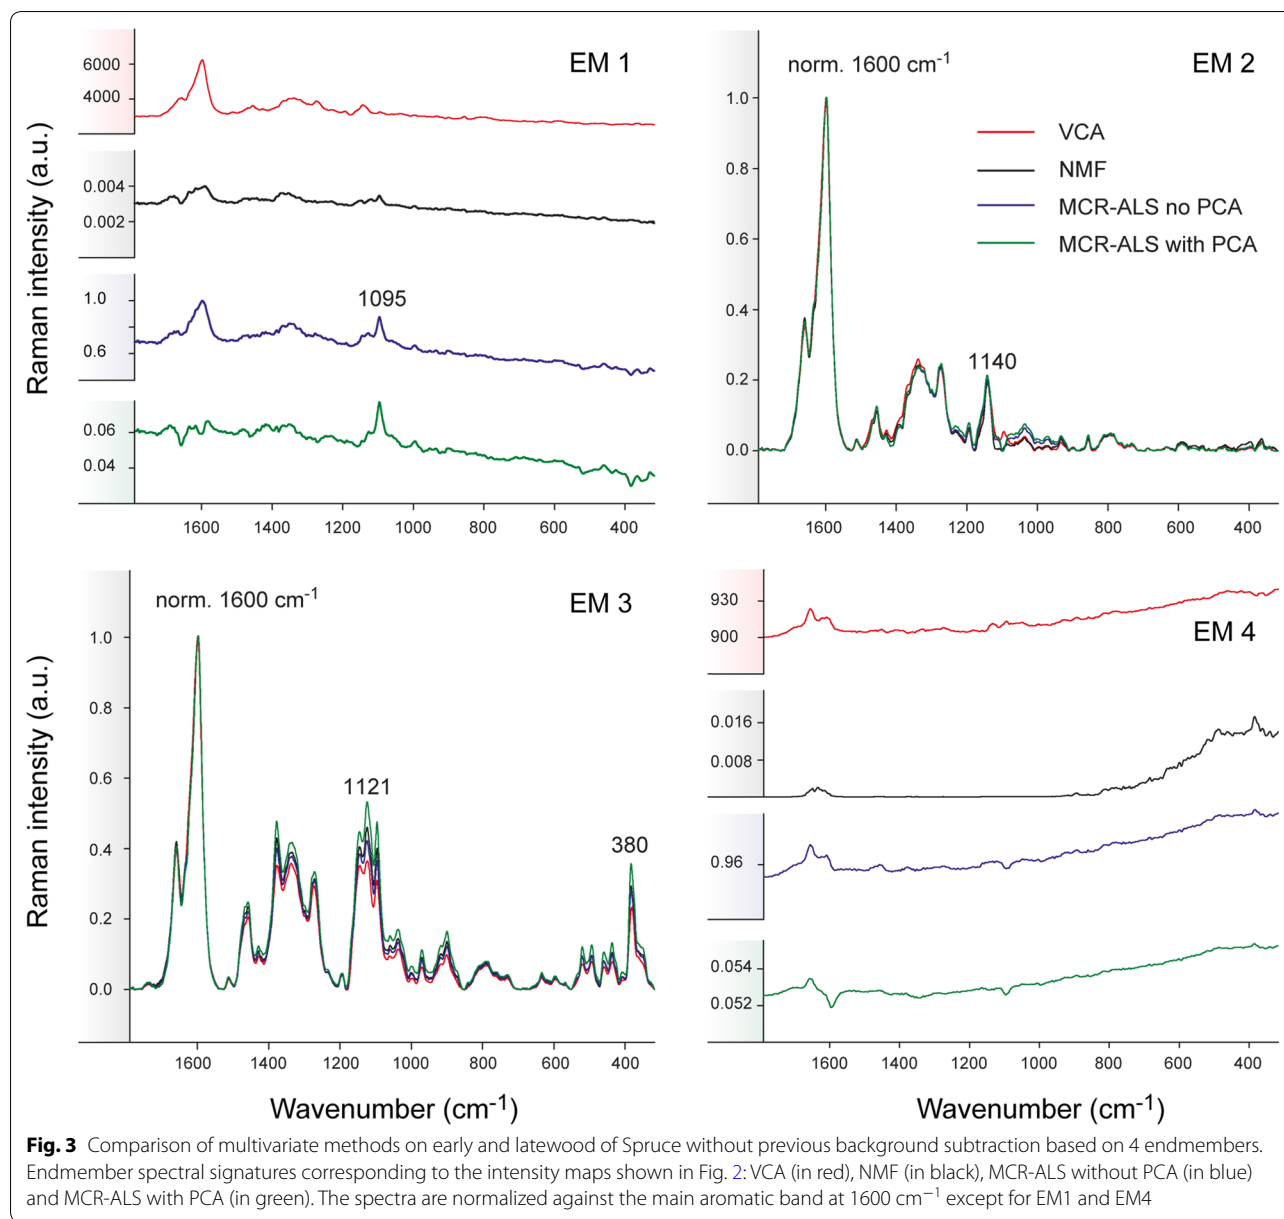 EM 1
6000
4000
0.004
0.002
1.0
0.6
1095
0.06
0.04
1600 1400 1200 1000 800 600 400
Raman intensity (a.u.)
norm. 1600 cm-1
EM 2
1.0
0.8
0.6
0.4
0.2
0.0
VCA
NMF
MCR-ALS no PCA
MCR-ALS with PCA
1140
1600 1400 1200 1000 800 600 400
norm. 1600 cm-1
EM 3
1.0
0.8
0.6
0.4
0.2
0.0
1121
380
1600 1400 1200 1000 800 600 400
Raman intensity (a.u.)
Wavenumber (cm-1)
930
900
EM 4
0.016
0.008
0.96
0.054
0.052
1600 1400 1200 1000 800 600 400
Wavenumber (cm-1)
Fig. 3 Comparison of multivariate methods on early and latewood of Spruce without previous background subtraction based on 4 endmembers.
Endmember spectral signatures corresponding to the intensity maps shown in Fig. 2: VCA (in red), NMF (in black), MCR-ALS without PCA (in blue)
and MCR-ALS with PCA (in green). The spectra are normalized against the main aromatic band at 1600 cm−1 except for EM1 and EM4